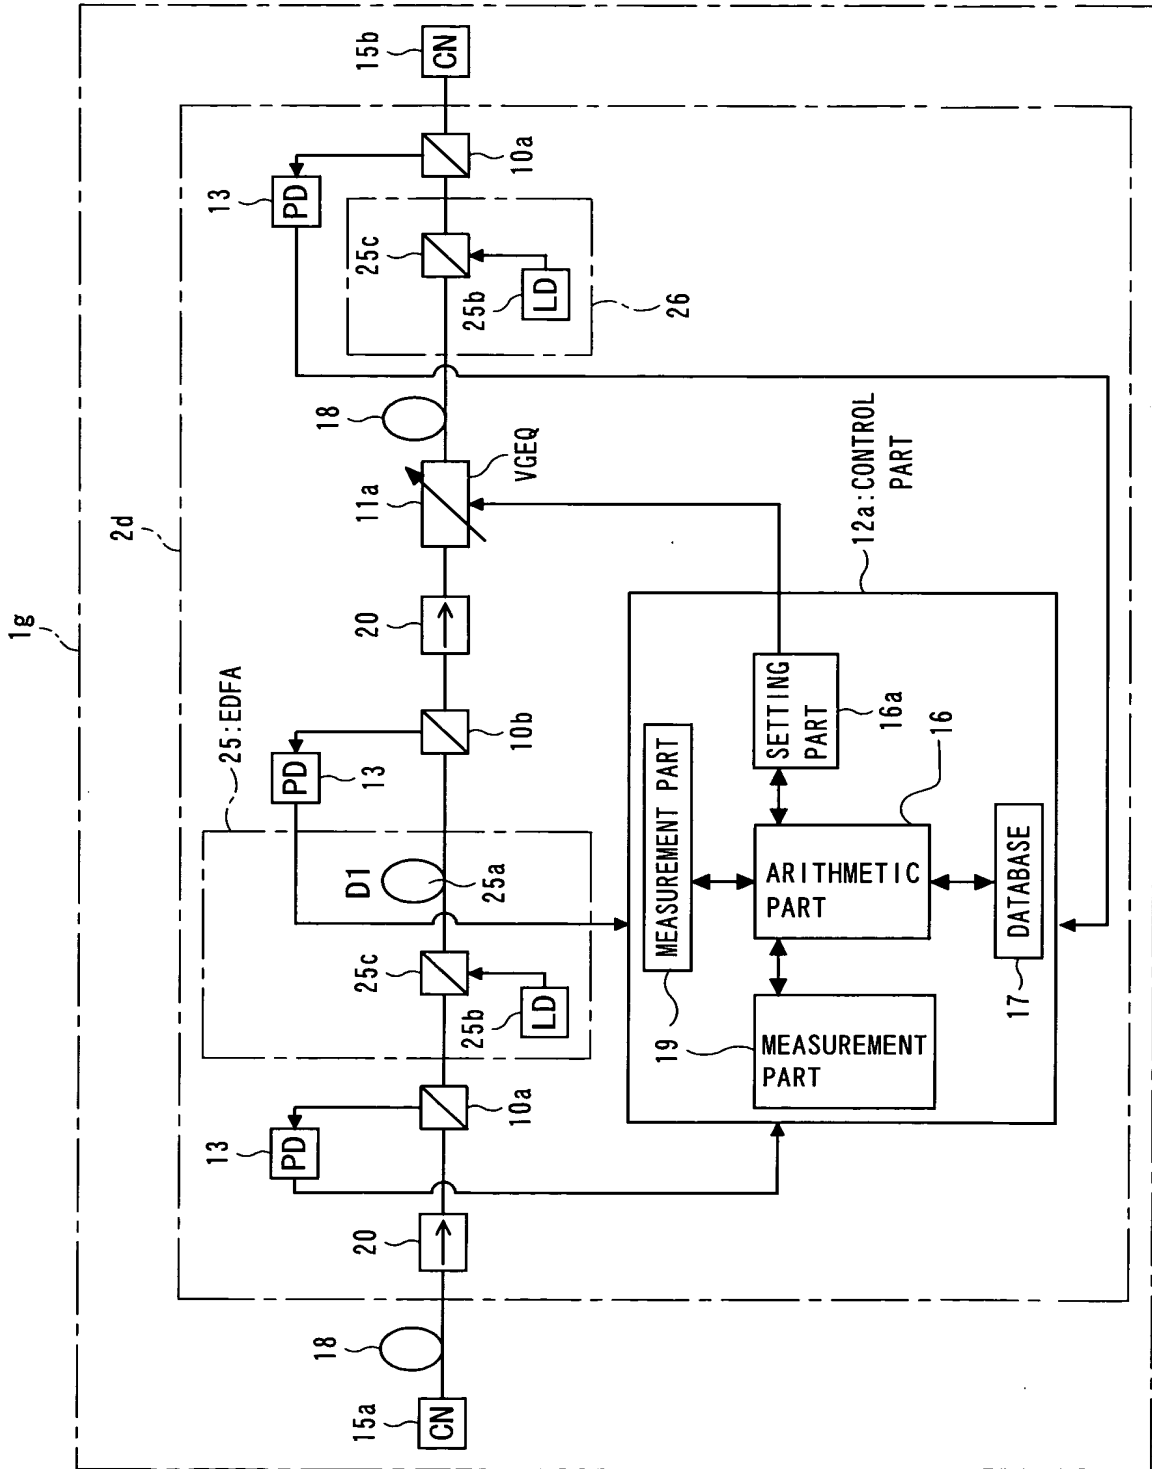 1g
2d
25:EDFA
PD
13
PD
13
PD
13
D1
18
15a
CN
20
10a
25c
25a
25b
LD
10b
20
11a
VGEQ
18
25c
25b
LD
26
10a
15b
CN
12a:CONTROL
PART
MEASUREMENT PART
19
MEASUREMENT
PART
ARITHMETIC
PART
16
SETTING
PART
16a
DATABASE
17